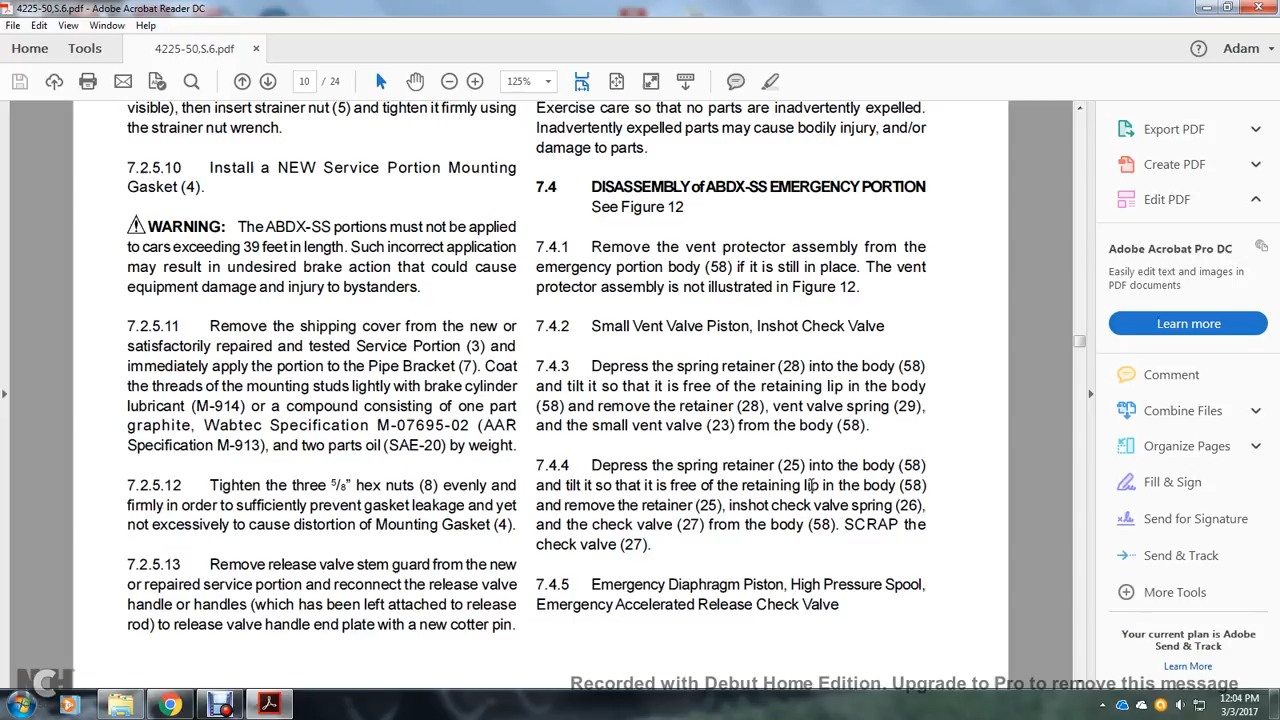 4225-50,S.6.pdf - Adobe Acrobat Reader DC
File Edit View Window Help
Home Tools 4225-50,S.6.pdf × Adam
10 / 24 125%
visible), then insert strainer nut (5) and tighten it firmly using
the strainer nut wrench.
7.2.5.10 Install a NEW Service Portion Mounting
Gasket (4).
WARNING: The ABDX-SS portions must not be applied
to cars exceeding 39 feet in length. Such incorrect application
may result in undesired brake action that could cause
equipment damage and injury to bystanders.
7.2.5.11 Remove the shipping cover from the new or
satisfactorily repaired and tested Service Portion (3) and
immediately apply the portion to the Pipe Bracket (7). Coat
the threads of the mounting studs lightly with brake cylinder
lubricant (M-914) or a compound consisting of one part
graphite, Wabtec Specification M-07695-02 (AAR
Specification M-913), and two parts oil (SAE-20) by weight.
7.2.5.12 Tighten the three 5/8" hex nuts (8) evenly and
firmly in order to sufficiently prevent gasket leakage and yet
not excessively to cause distortion of Mounting Gasket (4).
7.2.5.13 Remove release valve stem guard from the new
or repaired service portion and reconnect the release valve
handle or handles (which has been left attached to release
rod) to release valve handle end plate with a new cotter pin.
Exercise care so that no parts are inadvertently expelled.
Inadvertently expelled parts may cause bodily injury, and/or
damage to parts.
7.4 DISASSEMBLY of ABDX-SS EMERGENCY PORTION
See Figure 12
7.4.1 Remove the vent protector assembly from the
emergency portion body (58) if it is still in place. The vent
protector assembly is not illustrated in Figure 12.
7.4.2 Small Vent Valve Piston, Inshot Check Valve
7.4.3 Depress the spring retainer (28) into the body (58)
and tilt it so that it is free of the retaining lip in the body
(58) and remove the retainer (28), vent valve spring (29),
and the small vent valve (23) from the body (58).
7.4.4 Depress the spring retainer (25) into the body (58)
and tilt it so that it is free of the retaining lip in the body (58)
and remove the retainer (25), inshot check valve spring (26),
and the check valve (27) from the body (58). SCRAP the
check valve (27).
7.4.5 Emergency Diaphragm Piston, High Pressure Spool,
Emergency Accelerated Release Check Valve
Export PDF
Create PDF
Edit PDF
Adobe Acrobat Pro DC
Easily edit text and images in
PDF documents
Learn more
Comment
Combine Files
Organize Pages
Fill & Sign
Send for Signature
Send & Track
More Tools
Your current plan is Adobe
Send & Track
Learn More
NCH
Recorded with Debut Home Edition. Upgrade to Pro to remove this message
12:04 PM
3/3/2017